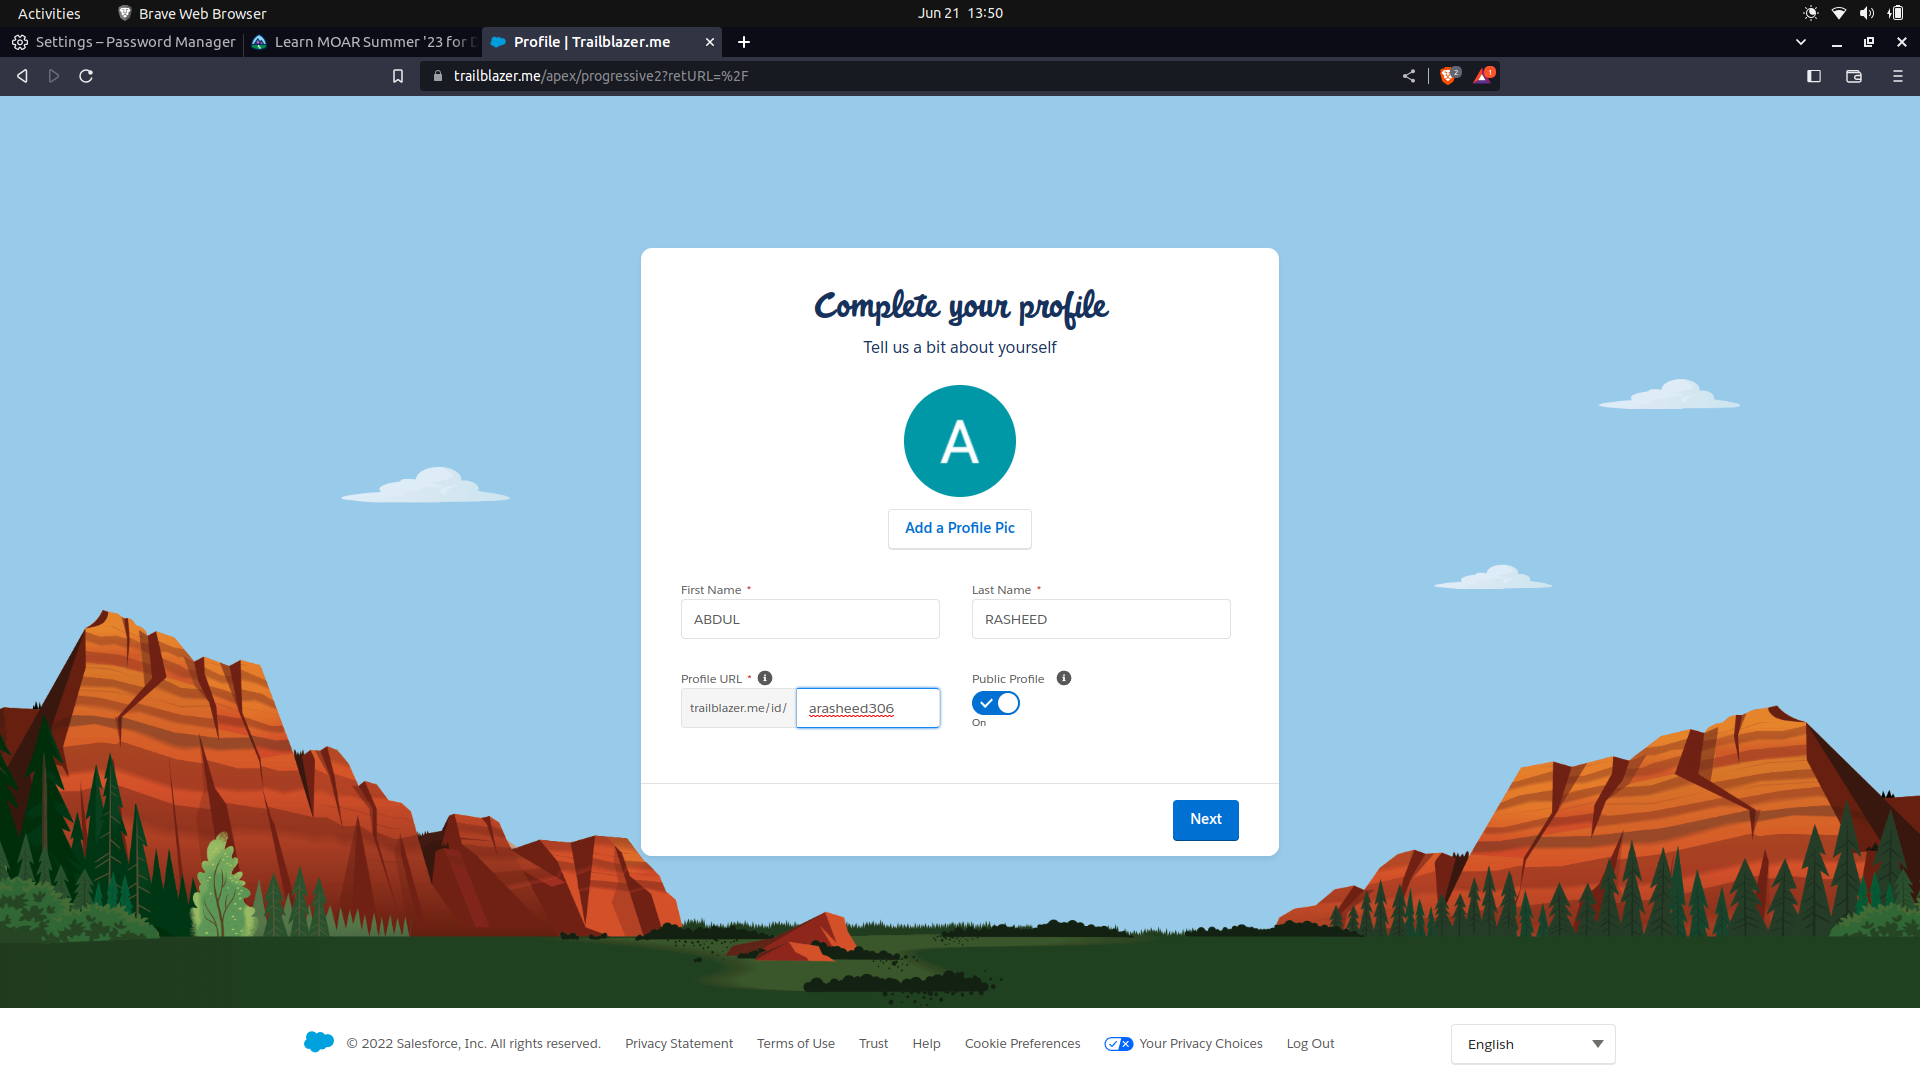 Activities
Brave Web Browser
Jun 21 13:50
Settings – Password Manager
Learn MOAR Summer '23 for D
Profile | Trailblazer.me
trailblazer.me/apex/progressive2?retURL=%2F
2
1
Complete your profile
Tell us a bit about yourself
A
Add a Profile Pic
First Name *
Last Name *
ABDUL
RASHEED
Profile URL *
Public Profile
trailblazer.me/id/
arasheed306
On
Next
© 2022 Salesforce, Inc. All rights reserved.
Privacy Statement
Terms of Use
Trust
Help
Cookie Preferences
Your Privacy Choices
Log Out
English